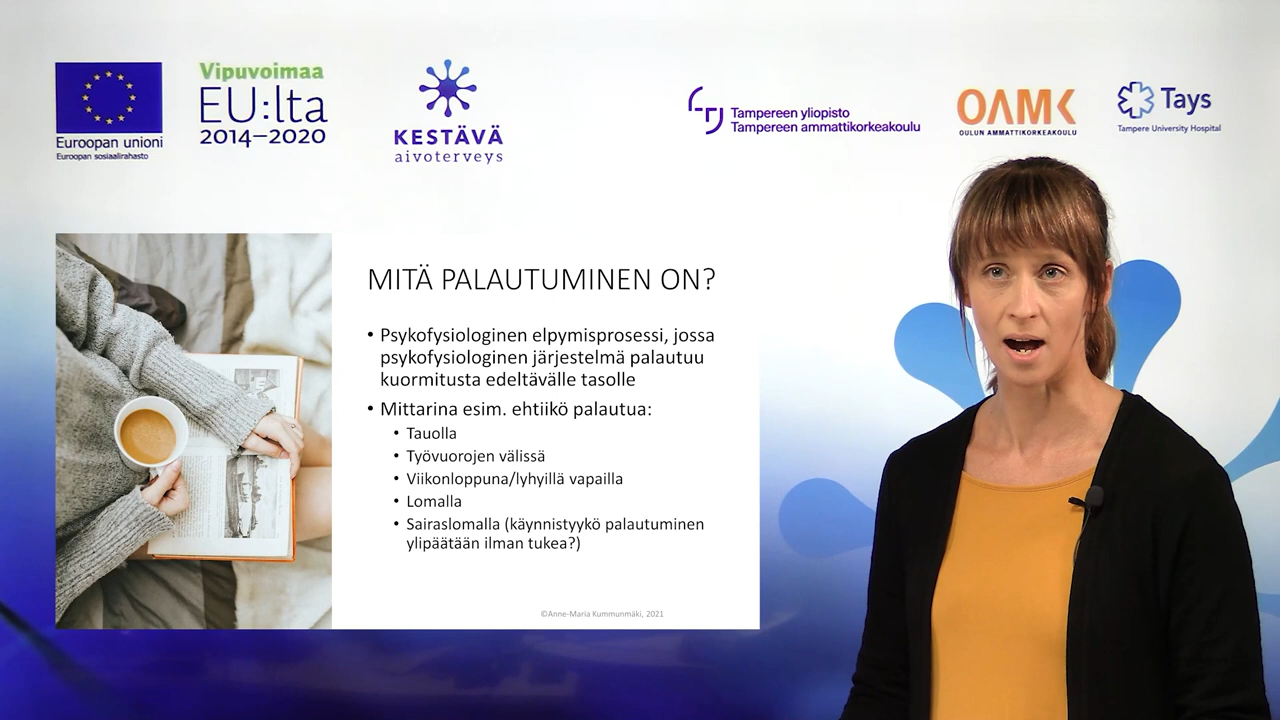 Euroopan unioni
Euroopan sosiaalirahasto
Vipuvoimaa
EU:lta
2014–2020
KESTÄVÄ
aivoterveys
Tampereen yliopisto
Tampereen ammattikorkeakoulu
OAMK
OULUN AMMATTIKORKEAKOULU
Tays
Tampere University Hospital
MITÄ PALAUTUMINEN ON?
• Psykofysiologinen elpymisprosessi, jossa
psykofysiologinen järjestelmä palautuu
kuormitusta edeltävälle tasolle
• Mittarina esim. ehtiikö palautua:
• Tauolla
• Työvuorojen välissä
• Viikonloppuna/lyhyillä vapailla
• Lomalla
• Sairaslomalla (käynnistyykö palautuminen
ylipäätään ilman tukea?)
©Anne-Maria Kummunmäki, 2021